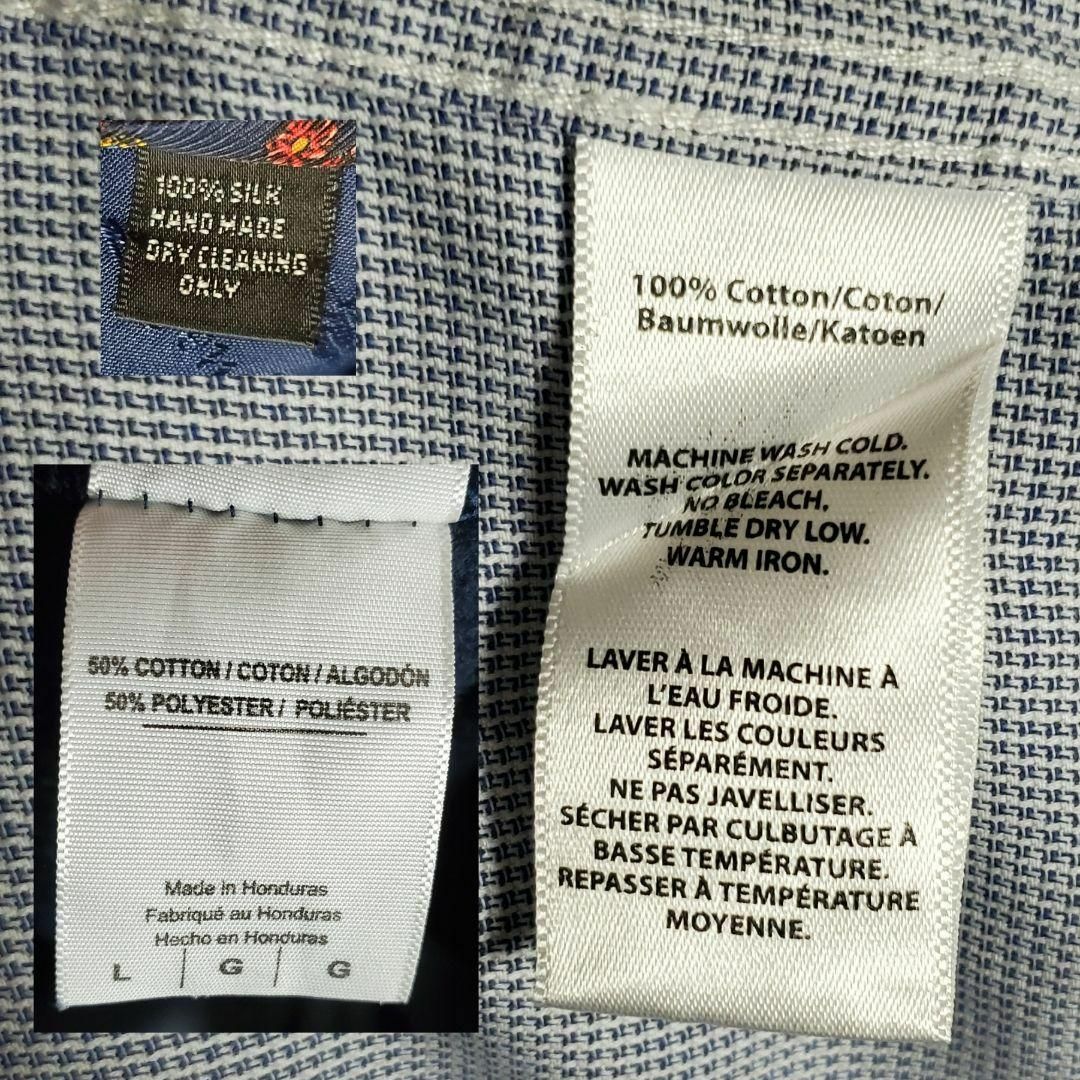 100% SILK
HAND MADE
DRY CLEANING
ONLY
100% Cotton/Coton/
Baumwolle/Katoen
MACHINE WASH COLD.
WASH COLOR SEPARATELY.
NO BLEACH.
TUMBLE DRY LOW.
WARM IRON.
LAVER À LA MACHINE À
L'EAU FROIDE.
LAVER LES COULEURS
SÉPARÉMENT.
NE PAS JAVELLISER.
SÉCHER PAR CULBUTAGE À
BASSE TEMPÉRATURE.
REPASSER À TEMPÉRATURE
MOYENNE.
50% COTTON / COTON / ALGODÓN
50% POLYESTER / POLIÉSTER
Made in Honduras
Fabriqué au Honduras
Hecho en Honduras
L | G | G